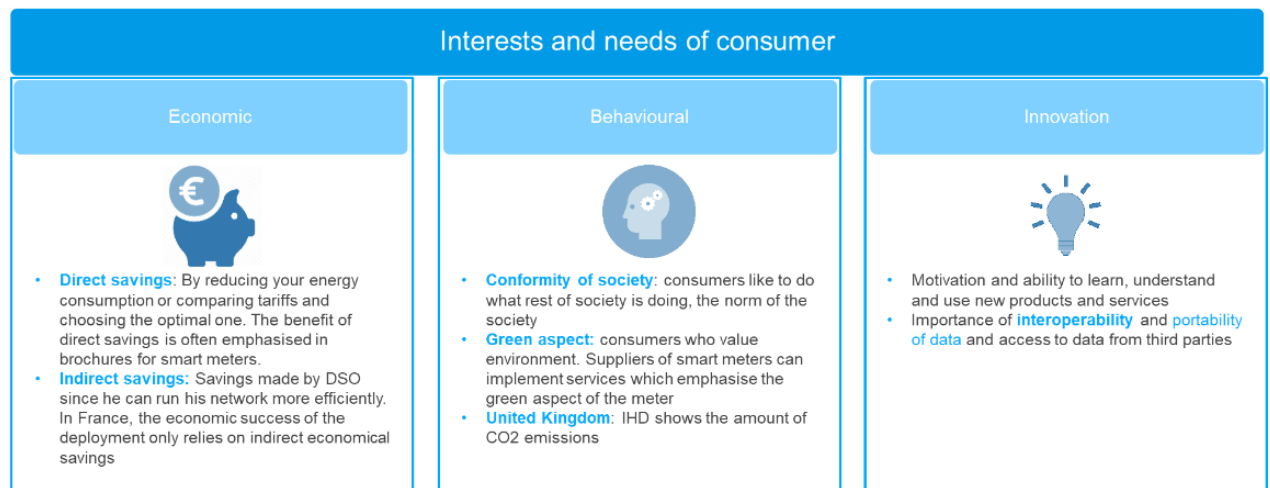 Interests and needs of consumer
Economic
€
• Direct savings: By reducing your energy
consumption or comparing tariffs and
choosing the optimal one. The benefit of
direct savings is often emphasised in
brochures for smart meters.
• Indirect savings: Savings made by DSO
since he can run his network more efficiently.
In France, the economic success of the
deployment only relies on indirect economical
savings
Behavioural
• Conformity of society: consumers like to do
what rest of society is doing, the norm of the
society
• Green aspect: consumers who value
environment. Suppliers of smart meters can
implement services which emphasise the
green aspect of the meter
• United Kingdom: IHD shows the amount of
CO2 emissions
Innovation
• Motivation and ability to learn, understand
and use new products and services
• Importance of interoperability and portability
of data and access to data from third parties